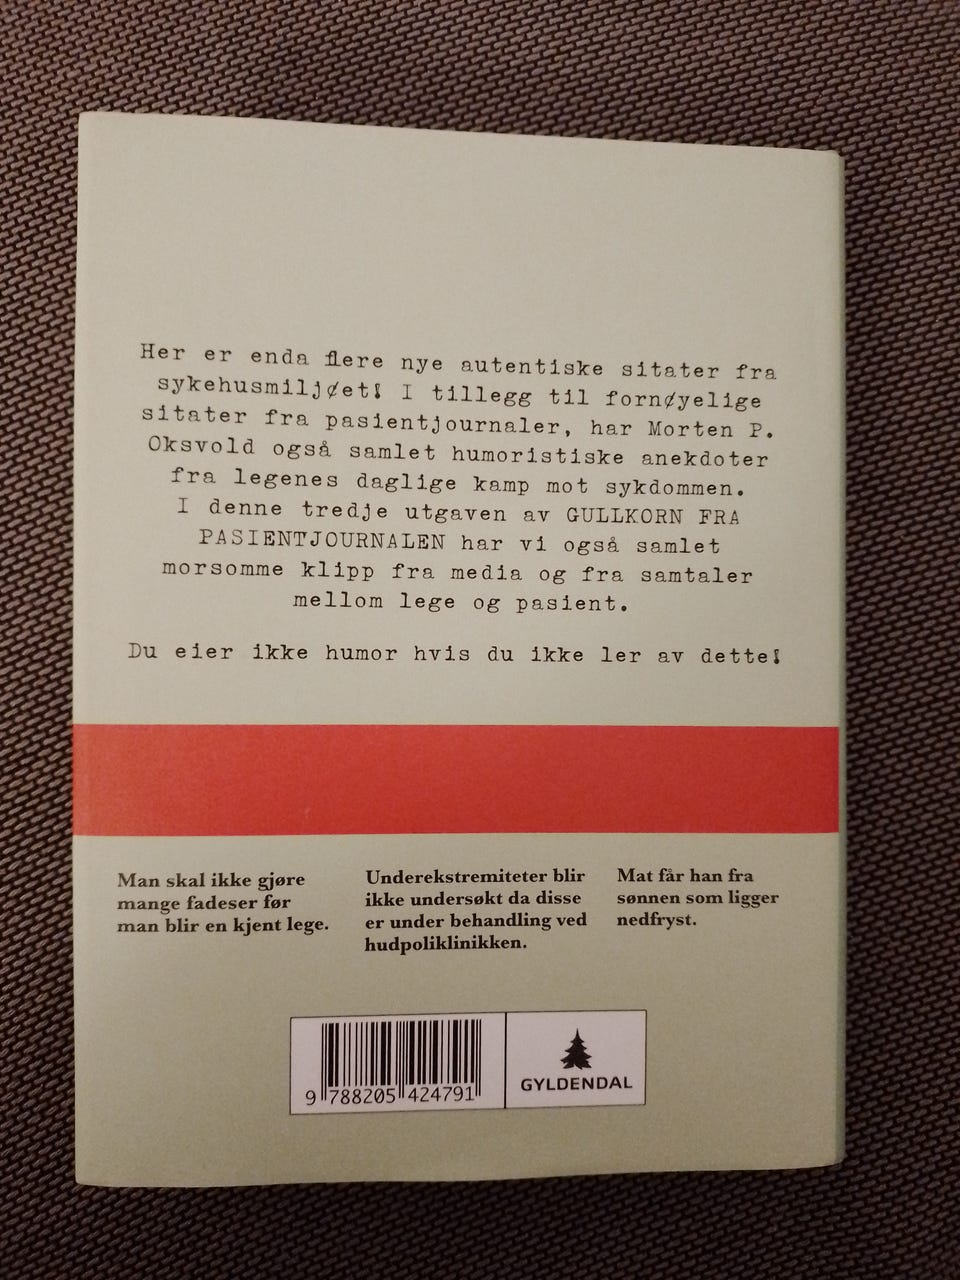 Her er enda flere nye autentiske sitater fra
sykehusmiljøet! I tillegg til fornøyelige
sitater fra pasientjournaler, har Morten P.
Oksvold også samlet humoristiske anekdoter
fra legenes daglige kamp mot sykdommen.
I denne tredje utgaven av GULLKORN FRA
PASIENTJOURNALEN har vi også samlet
morsomme klipp fra media og fra samtaler
mellom lege og pasient.
Du eier ikke humor hvis du ikke ler av dette!
Man skal ikke gjøre
mange fadeser før
man blir en kjent lege.
Underekstremiteter blir
ikke undersøkt da disse
er under behandling ved
hudpoliklinikken.
Mat får han fra
sønnen som ligger
nedfryst.
9 788205 424791
GYLDENDAL